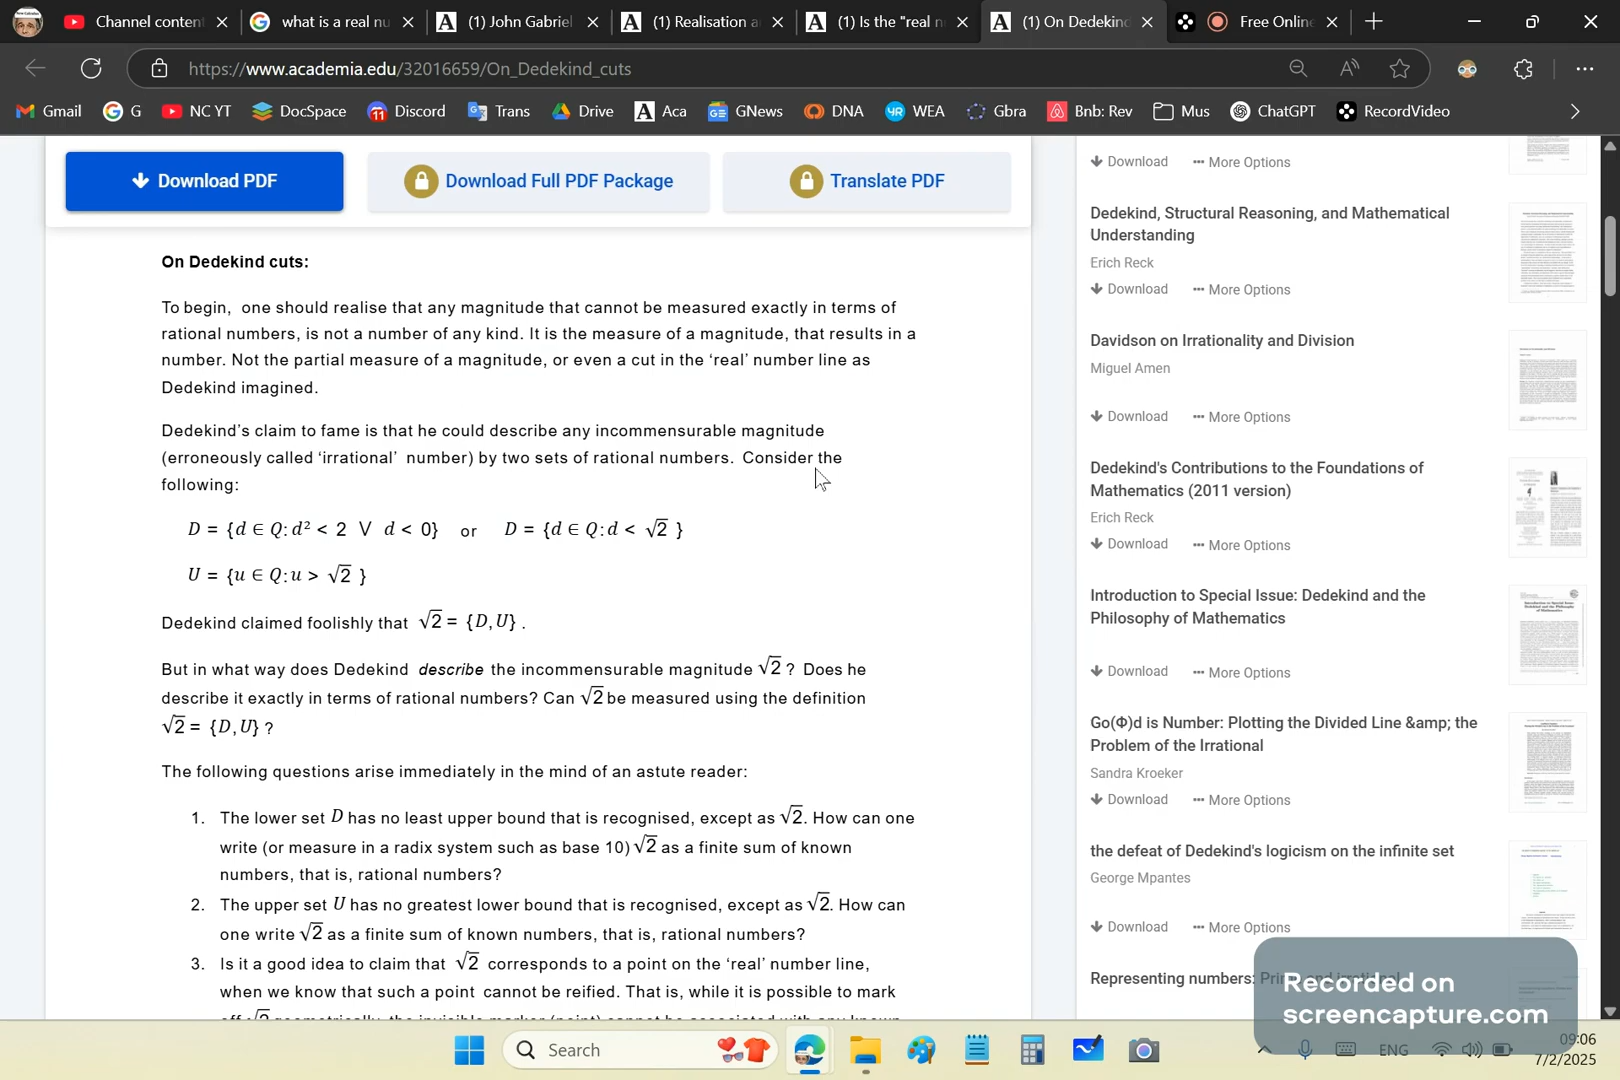 Channel content
what is a real nu
(1) John Gabriel
(1) Realisation a
(1) Is the "real n
(1) On Dedekind
Free Online
https://www.academia.edu/32016659/On_Dedekind_cuts
Gmail G NC YT DocSpace Discord Trans Drive Aca GNews DNA WEA Gbra Bnb: Rev Mus ChatGPT RecordVideo
Download PDF
Download Full PDF Package
Translate PDF
On Dedekind cuts:
To begin, one should realise that any magnitude that cannot be measured exactly in terms of
rational numbers, is not a number of any kind. It is the measure of a magnitude, that results in a
number. Not the partial measure of a magnitude, or even a cut in the ‘real’ number line as
Dedekind imagined.
Dedekind’s claim to fame is that he could describe any incommensurable magnitude
(erroneously called ‘irrational’ number) by two sets of rational numbers. Consider the
following:
D = {d ∈ Q: d² < 2 ∨ d < 0} or D = {d ∈ Q: d < √2 }
U = {u ∈ Q: u > √2 }
Dedekind claimed foolishly that √2 = {D, U} .
But in what way does Dedekind describe the incommensurable magnitude √2 ? Does he
describe it exactly in terms of rational numbers? Can √2 be measured using the definition
√2 = {D, U} ?
The following questions arise immediately in the mind of an astute reader:
1. The lower set D has no least upper bound that is recognised, except as √2. How can one
write (or measure in a radix system such as base 10) √2 as a finite sum of known
numbers, that is, rational numbers?
2. The upper set U has no greatest lower bound that is recognised, except as √2. How can
one write √2 as a finite sum of known numbers, that is, rational numbers?
3. Is it a good idea to claim that √2 corresponds to a point on the ‘real’ number line,
when we know that such a point cannot be reified. That is, while it is possible to mark
off √2 geometrically, the invisible marker (point) cannot be associated with any known
Download ••• More Options
Dedekind, Structural Reasoning, and Mathematical
Understanding
Erich Reck
Download ••• More Options
Davidson on Irrationality and Division
Miguel Amen
Download ••• More Options
Dedekind's Contributions to the Foundations of
Mathematics (2011 version)
Erich Reck
Download ••• More Options
Introduction to Special Issue: Dedekind and the
Philosophy of Mathematics
Download ••• More Options
Go(Φ)d is Number: Plotting the Divided Line &amp; the
Problem of the Irrational
Sandra Kroeker
Download ••• More Options
the defeat of Dedekind's logicism on the infinite set
George Mpantes
Download ••• More Options
Representing numbers:
Recorded on
screencapture.com
Search
ENG
09:06
7/2/2025